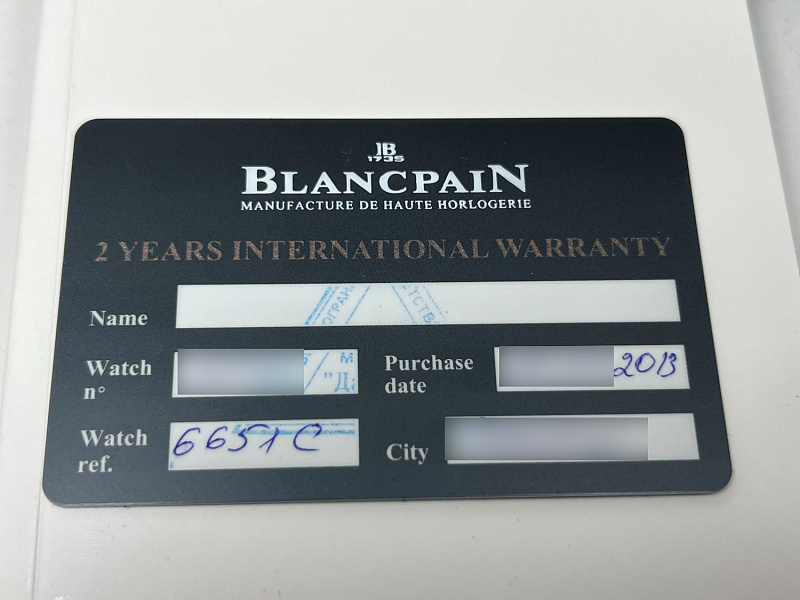 JB
1735
BLANCPAIN
MANUFACTURE DE HAUTE HORLOGERIE
2 YEARS INTERNATIONAL WARRANTY
Name
Watch n°
Purchase date 2013
Watch ref. 6651 C
City